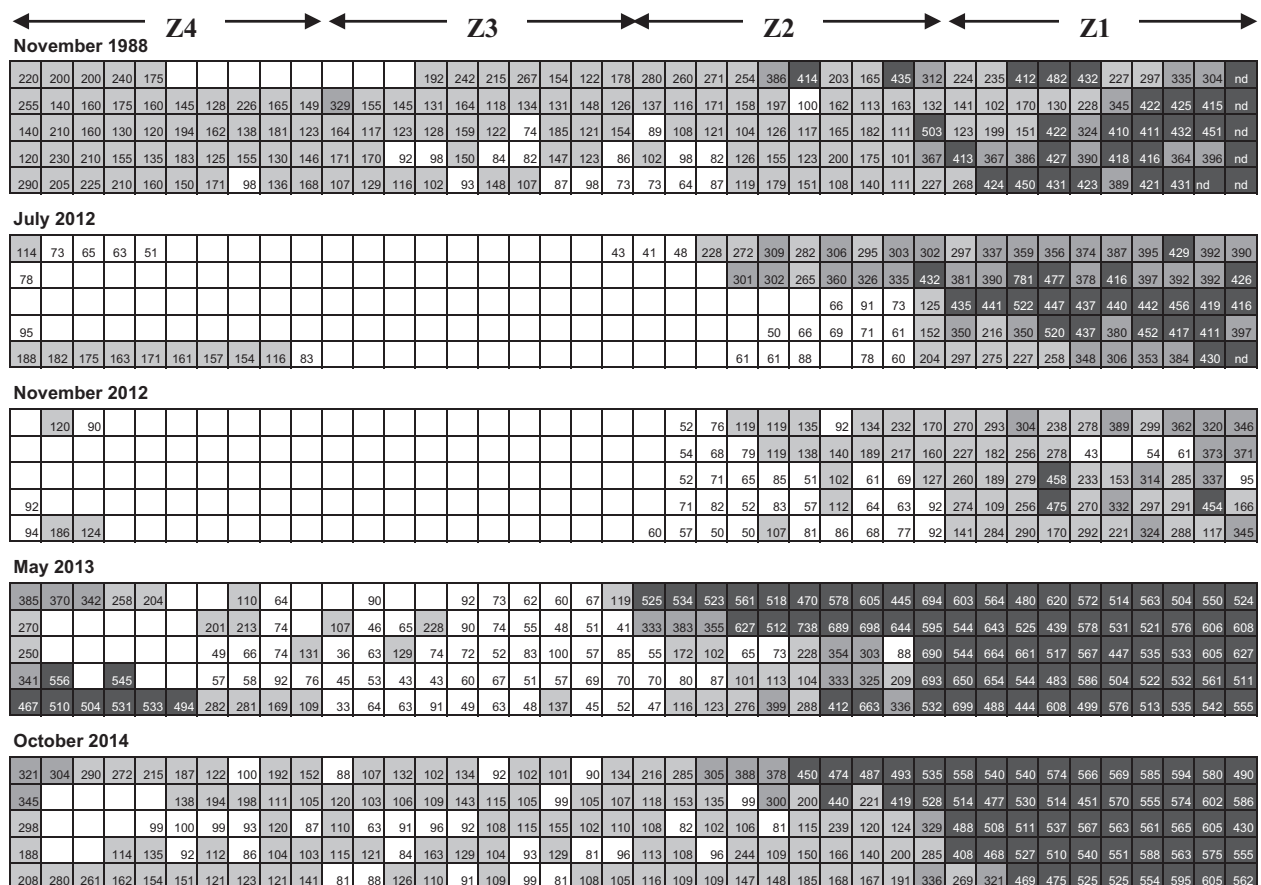 Z4 Z3 Z2 Z1
November 1988
220 200 200 240 175 192 242 215 267 154 122 178 280 260 271 254 386 414 203 165 435 312 224 235 412 482 432 227 297 335 304 nd
255 140 160 175 160 145 128 226 165 149 329 155 145 131 164 118 134 131 148 126 137 116 171 158 197 100 162 113 163 132 141 102 170 130 228 345 422 425 415 nd
140 210 160 130 120 194 162 138 181 123 164 117 123 128 159 122 74 185 121 154 89 108 121 104 126 117 165 182 111 503 123 199 151 422 324 410 411 432 451 nd
120 230 210 155 135 183 125 155 130 146 171 170 92 98 150 84 82 147 123 86 102 98 82 126 155 123 200 175 101 367 413 367 386 427 390 418 416 364 396 nd
290 205 225 210 160 150 171 98 136 168 107 129 116 102 93 148 107 87 98 73 73 64 87 119 179 151 108 140 111 227 268 424 450 431 423 389 421 431 nd nd
July 2012
114 73 65 63 51 43 41 48 228 272 309 282 306 295 303 302 297 337 359 356 374 387 395 429 392 390
78 301 302 265 360 326 335 432 381 390 781 477 378 416 397 392 392 426
66 91 73 125 435 441 522 447 437 440 442 456 419 416
95 50 66 69 71 61 152 350 216 350 520 437 380 452 417 411 397
188 182 175 163 171 161 157 154 116 83 61 61 88 78 60 204 297 275 227 258 348 306 353 384 430 nd
November 2012
120 90 52 76 119 119 135 92 134 232 170 270 293 304 238 278 389 299 362 320 346
54 68 79 119 138 140 189 217 160 227 182 256 278 43 54 61 373 371
52 71 65 85 51 102 61 69 127 260 189 279 458 233 153 314 285 337 95
92 71 82 52 83 57 112 64 63 92 274 109 256 475 270 332 297 291 454 166
94 186 124 60 57 50 50 107 81 86 68 77 92 141 284 290 170 292 221 324 288 117 345
May 2013
385 370 342 258 204 110 64 90 92 73 62 60 67 119 525 534 523 561 518 470 578 605 445 694 603 564 480 620 572 514 563 504 550 524
270 201 213 74 107 46 65 228 90 74 55 48 51 41 333 383 355 627 512 738 689 698 644 595 544 643 525 439 578 531 521 576 606 608
250 49 66 74 131 36 63 129 74 72 52 83 100 57 85 55 172 102 65 73 228 354 303 88 690 544 664 661 517 567 447 535 533 605 627
341 556 545 57 58 92 76 45 53 43 43 60 67 51 57 69 70 70 80 87 101 113 104 333 325 209 693 650 654 544 483 586 504 522 532 561 511
467 510 504 531 533 494 282 281 169 109 33 64 63 91 49 63 48 137 45 52 47 116 123 276 399 288 412 663 336 532 699 488 444 608 499 576 513 535 542 555
October 2014
321 304 290 272 215 187 122 100 192 152 88 107 132 102 134 92 102 101 90 134 216 285 305 388 378 450 474 487 493 535 558 540 540 574 566 569 585 594 580 490
345 138 194 198 111 105 120 103 106 109 143 115 105 99 105 107 118 153 135 99 300 200 440 221 419 528 514 477 530 514 451 570 555 574 602 586
298 99 100 99 93 120 87 110 63 91 96 92 108 115 155 102 110 108 82 102 106 81 115 239 120 124 329 488 508 511 537 567 563 561 565 605 430
188 114 135 92 112 86 104 103 115 121 84 163 129 104 93 129 81 96 113 108 96 244 109 150 166 140 200 285 408 468 527 510 540 551 588 563 575 555
208 280 261 162 154 151 121 123 121 141 81 88 126 110 91 109 99 81 108 105 116 109 109 147 148 185 168 167 191 336 269 321 469 475 525 525 554 595 605 562